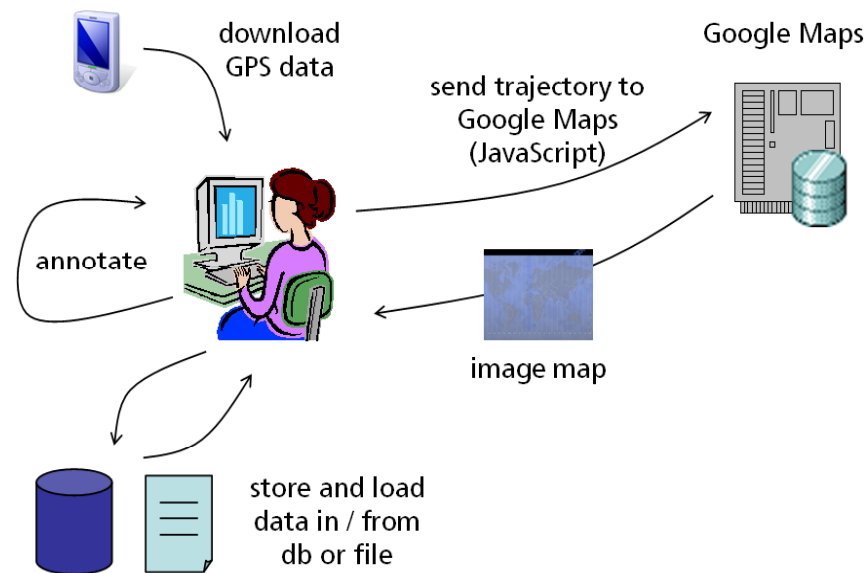 download
GPS data
Google Maps
send trajectory to
Google Maps
(JavaScript)
annotate
image map
store and load
data in / from
db or file